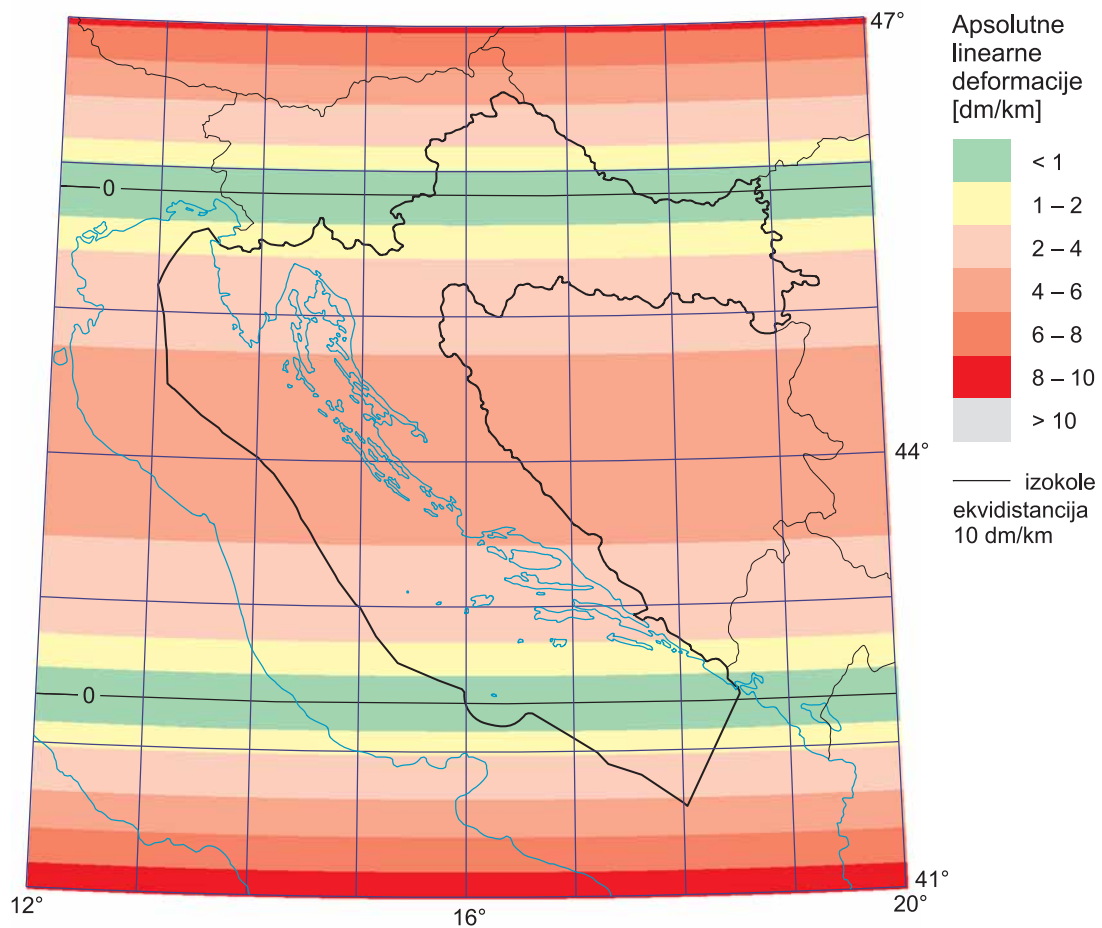 47°
Apsolutne
linearne
deformacije
[dm/km]
< 1
1 – 2
2 – 4
4 – 6
6 – 8
8 – 10
> 10
izokole
ekvidistancija
10 dm/km
0
44°
0
41°
12°
16°
20°